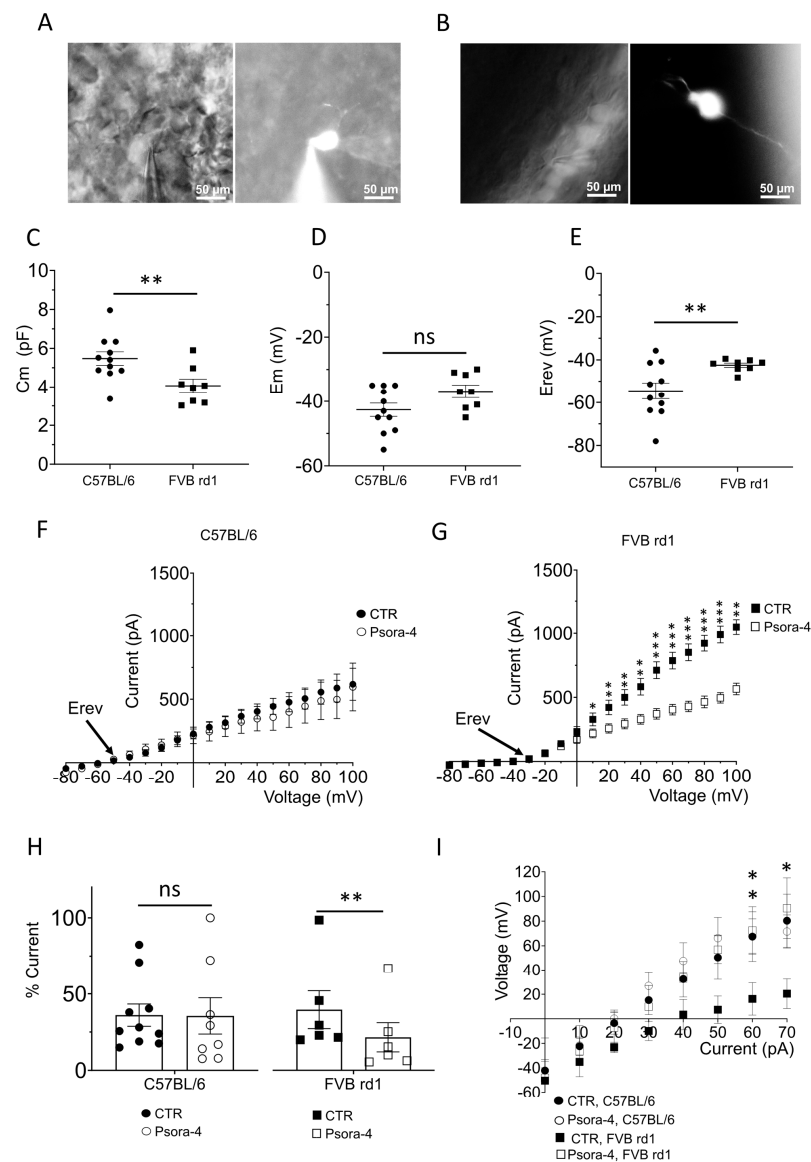 A
B
50 µm
50 µm
50 µm
50 µm
C
D
E
Cm (pF)
10
8
6
4
2
0
**
C57BL/6
FVB rd1
Em (mV)
0
-20
-40
-60
ns
C57BL/6
FVB rd1
Erev (mV)
0
-20
-40
-60
-80
**
C57BL/6
FVB rd1
F
C57BL/6
Current (pA)
1500
1000
500
CTR
Psora-4
Erev
-80 -60 -40 -20 20 40 60 80 100
Voltage (mV)
G
FVB rd1
Current (pA)
1500
1000
500
* ** ** ** *** *** *** *** *** **
CTR
Psora-4
Erev
-80 -60 -40 -20 20 40 60 80 100
Voltage (mV)
H
% Current
100
50
0
ns
**
C57BL/6
FVB rd1
CTR
Psora-4
CTR
Psora-4
I
Voltage (mV)
120
100
80
60
40
20
-20
-40
-60
* * *
-10 10 20 30 40 50 60 70
Current (pA)
CTR, C57BL/6
Psora-4, C57BL/6
CTR, FVB rd1
Psora-4, FVB rd1